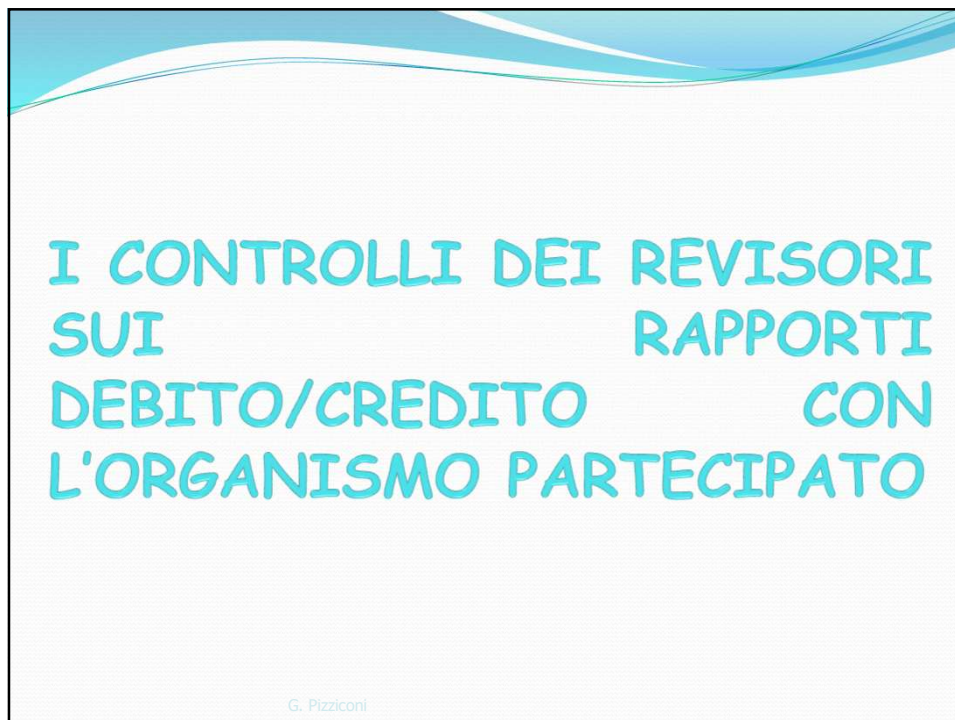 I CONTROLLI DEI REVISORI
SUI RAPPORTI
DEBITO/CREDITO CON
L'ORGANISMO PARTECIPATO
G. Pizziconi